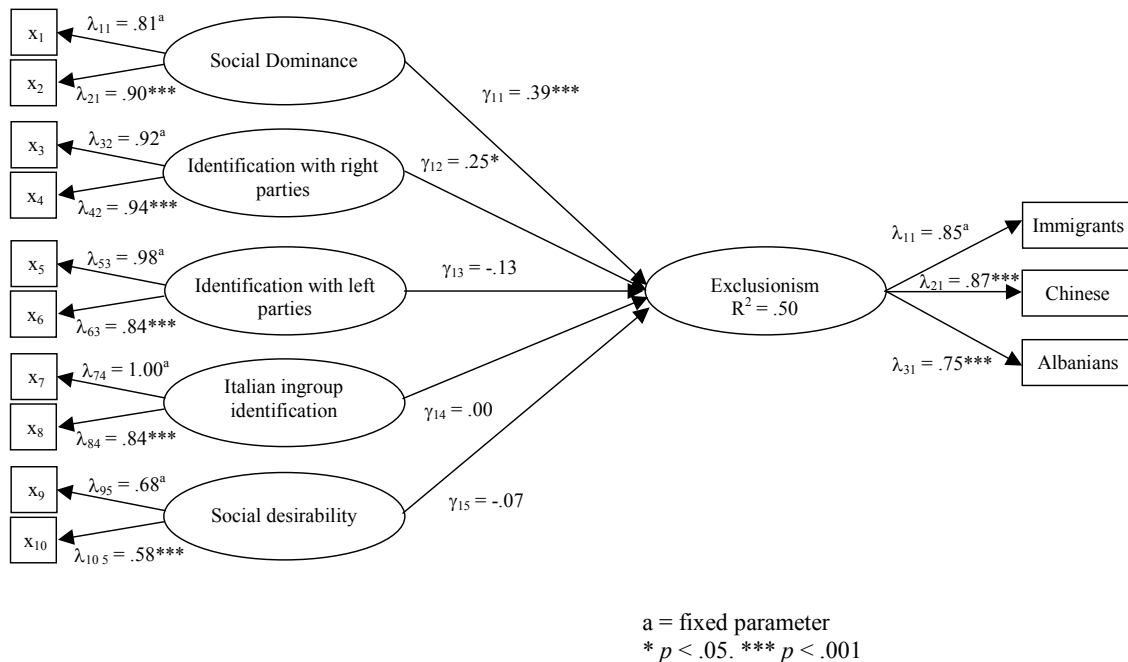 x₁
λ₁₁ = .81ᵃ
x₂
λ₂₁ = .90***
Social Dominance
γ₁₁ = .39***
x₃
λ₃₂ = .92ᵃ
x₄
λ₄₂ = .94***
Identification with right
parties
γ₁₂ = .25*
x₅
λ₅₃ = .98ᵃ
x₆
λ₆₃ = .84***
Identification with left
parties
γ₁₃ = -.13
x₇
λ₇₄ = 1.00ᵃ
x₈
λ₈₄ = .84***
Italian ingroup
identification
γ₁₄ = .00
x₉
λ₉₅ = .68ᵃ
x₁₀
λ₁₀ ₅ = .58***
Social desirability
γ₁₅ = -.07
Exclusionism
R² = .50
λ₁₁ = .85ᵃ
Immigrants
λ₂₁ = .87***
Chinese
λ₃₁ = .75***
Albanians
a = fixed parameter
* p < .05. *** p < .001